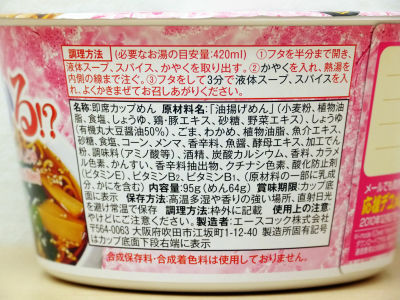 調理方法 (必要なお湯の目安量:420ml) ①フタを半分まで開き、
液体スープ、スパイス、かやくを取り出す。②かやくを入れ、熱湯を
内側の線まで注ぐ。③フタをして3分で液体スープ、スパイスを入
れ、よくかきまぜてお召しあがりください。
る!?
名称:即席カップめん 原材料名:「油揚げめん」(小麦粉、植物油
脂、食塩、しょうゆ、鶏・豚エキス、砂糖、野菜エキス)、しょうゆ
(有機丸大豆醤油50%)、ごま、わかめ、植物油脂、魚介エキス、
砂糖、食塩、コーン、メンマ、香辛料、魚醤、酵母エキス、加工でん
粉、調味料(アミノ酸等)、酒精、炭酸カルシウム、香料、カラメ
ル色素、かんすい、香辛料抽出物、クチナシ色素、酸化防止剤
(ビタミンE)、ビタミンB2、ビタミンB1、(原材料の一部に乳成
分、かにを含む) 内容量:95g(めん64g) 賞味期限:カップ底
面に表示 保存方法:高温多湿や香りの強い場所、直射日光
を避け常温で保存 調理方法:枠外に記載 使用上の注意:
やけどにご注意ください。製造者:エースコック株式会社
〒564-0063 大阪府吹田市江坂町1-12-40 製造所固有記号
はカップ底面下段右端に表示
合成保存料・合成着色料は使用しておりません。
メールでも
応援デコ
2010年